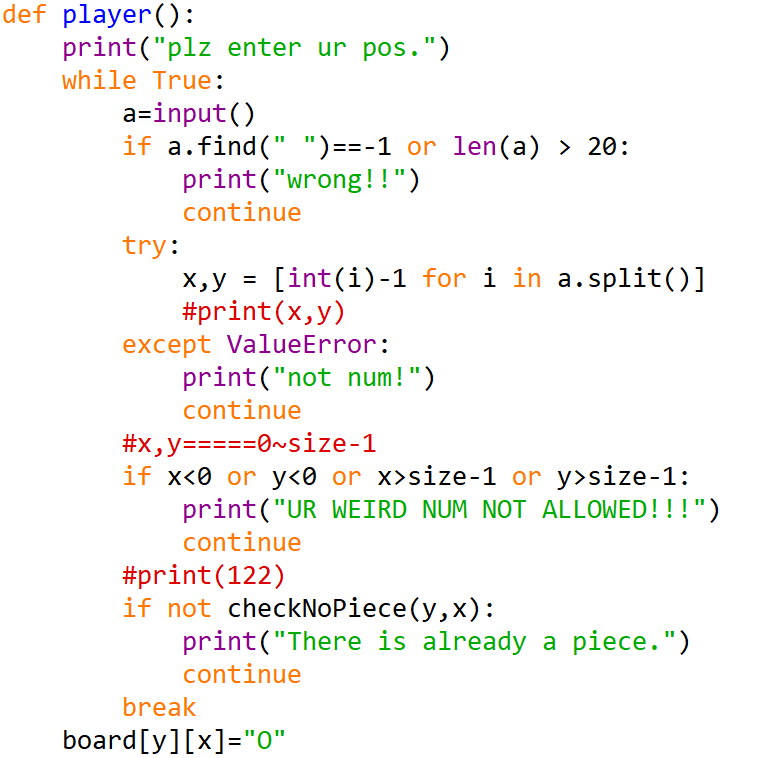 def player():
    print("plz enter ur pos.")
    while True:
        a=input()
        if a.find(" ")==-1 or len(a) > 20:
            print("wrong!!")
            continue
        try:
            x,y = [int(i)-1 for i in a.split()]
            #print(x,y)
        except ValueError:
            print("not num!")
            continue
        #x,y=====0~size-1
        if x<0 or y<0 or x>size-1 or y>size-1:
            print("UR WEIRD NUM NOT ALLOWED!!!")
            continue
        #print(122)
        if not checkNoPiece(y,x):
            print("There is already a piece.")
            continue
        break
    board[y][x]="O"